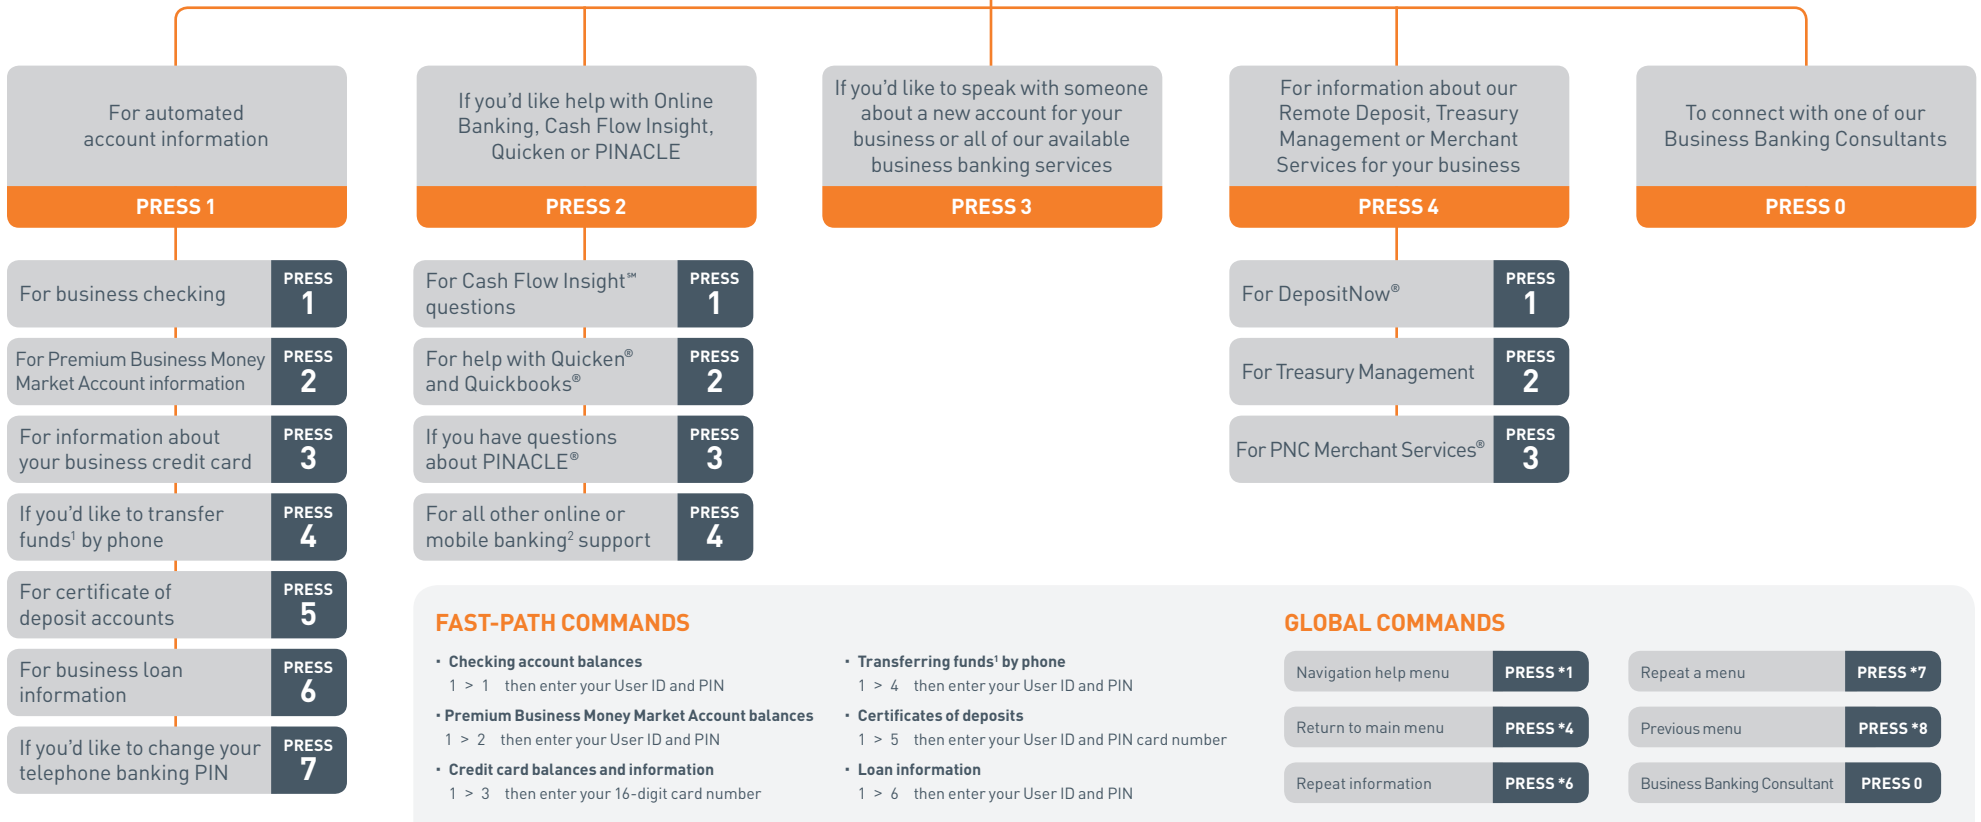 For automated
account information
PRESS 1
For business checking
PRESS
1
For Premium Business Money
Market Account information
PRESS
2
For information about
your business credit card
PRESS
3
If you’d like to transfer
funds¹ by phone
PRESS
4
For certificate of
deposit accounts
PRESS
5
For business loan
information
PRESS
6
If you’d like to change your
telephone banking PIN
PRESS
7
If you’d like help with Online
Banking, Cash Flow Insight,
Quicken or PINACLE
PRESS 2
For Cash Flow Insight℠
questions
PRESS
1
For help with Quicken®
and Quickbooks®
PRESS
2
If you have questions
about PINACLE®
PRESS
3
For all other online or
mobile banking² support
PRESS
4
If you’d like to speak with someone
about a new account for your
business or all of our available
business banking services
PRESS 3
For information about our
Remote Deposit, Treasury
Management or Merchant
Services for your business
PRESS 4
For DepositNow®
PRESS
1
For Treasury Management
PRESS
2
For PNC Merchant Services®
PRESS
3
To connect with one of our
Business Banking Consultants
PRESS 0
FAST-PATH COMMANDS
· Checking account balances
1 > 1 then enter your User ID and PIN
· Premium Business Money Market Account balances
1 > 2 then enter your User ID and PIN
· Credit card balances and information
1 > 3 then enter your 16-digit card number
· Transferring funds¹ by phone
1 > 4 then enter your User ID and PIN
· Certificates of deposits
1 > 5 then enter your User ID and PIN card number
· Loan information
1 > 6 then enter your User ID and PIN
GLOBAL COMMANDS
Navigation help menu PRESS *1
Return to main menu PRESS *4
Repeat information PRESS *6
Repeat a menu PRESS *7
Previous menu PRESS *8
Business Banking Consultant PRESS 0